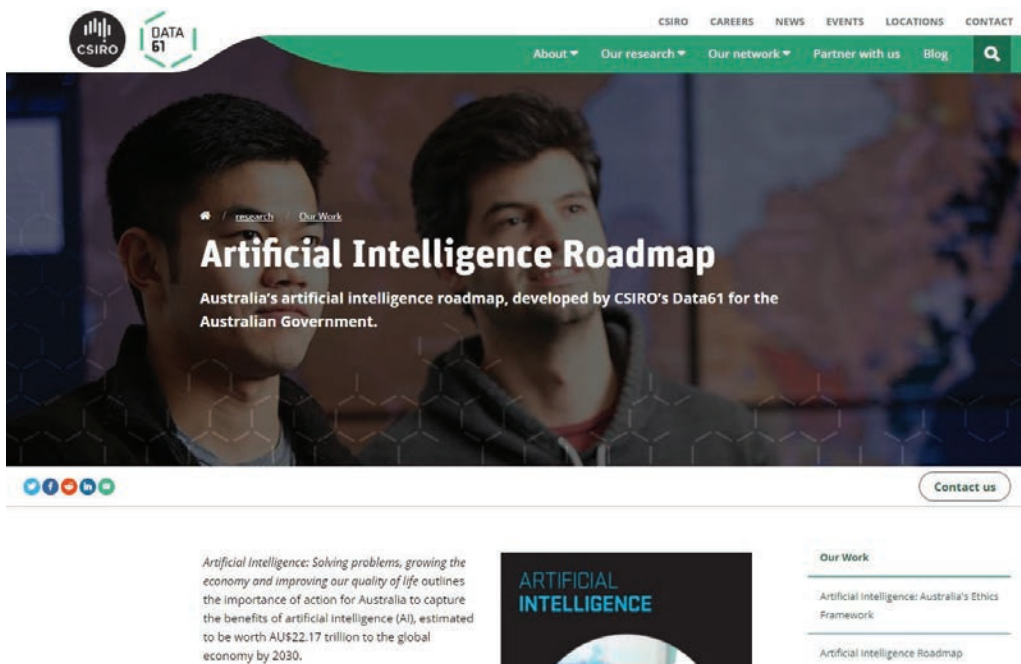 CSIRO
DATA
61
CSIRO CAREERS NEWS EVENTS LOCATIONS CONTACT
About Our research Our network Partner with us Blog
research / Our Work
Artificial Intelligence Roadmap
Australia's artificial intelligence roadmap, developed by CSIRO's Data61 for the
Australian Government.
Contact us
Artificial Intelligence: Solving problems, growing the
economy and improving our quality of life outlines
the importance of action for Australia to capture
the benefits of artificial intelligence (AI), estimated
to be worth AU$22.17 trillion to the global
economy by 2030.
ARTIFICIAL
INTELLIGENCE
Our Work
Artificial Intelligence: Australia's Ethics
Framework
Artificial Intelligence Roadmap